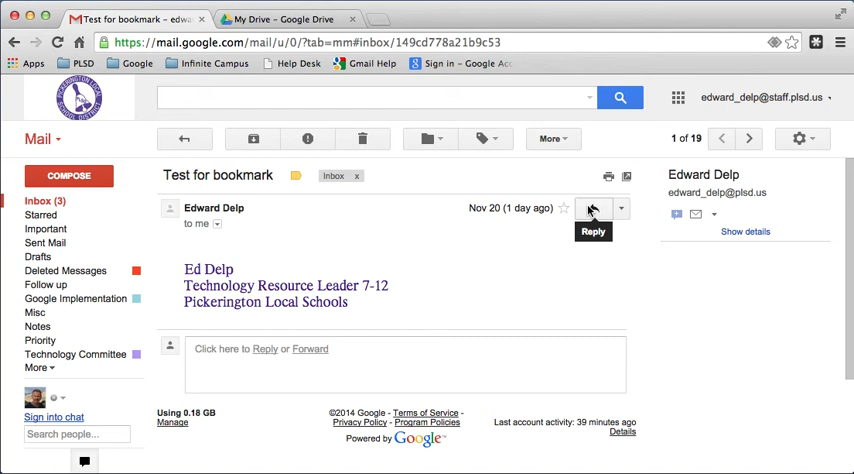 Test for bookmark - edwar
My Drive - Google Drive
https://mail.google.com/mail/u/0/?tab=mm#inbox/149cd778a21b9c53
Apps PLSD Google Infinite Campus Help Desk Gmail Help Sign in - Google Acc
PICKERINGTON LOCAL SCHOOL DISTRICT
edward_delp@staff.plsd.us
Mail
More
1 of 19
COMPOSE
Inbox (3)
Starred
Important
Sent Mail
Drafts
Deleted Messages
Follow up
Google Implementation
Misc
Notes
Priority
Technology Committee
More
Sign into chat
Search people...
Test for bookmark
Inbox x
Edward Delp
Nov 20 (1 day ago)
to me
Reply
Ed Delp
Technology Resource Leader 7-12
Pickerington Local Schools
Click here to Reply or Forward
Using 0.18 GB
Manage
©2014 Google - Terms of Service -
Privacy Policy - Program Policies
Powered by Google™
Last account activity: 39 minutes ago
Details
Edward Delp
edward_delp@plsd.us
Show details